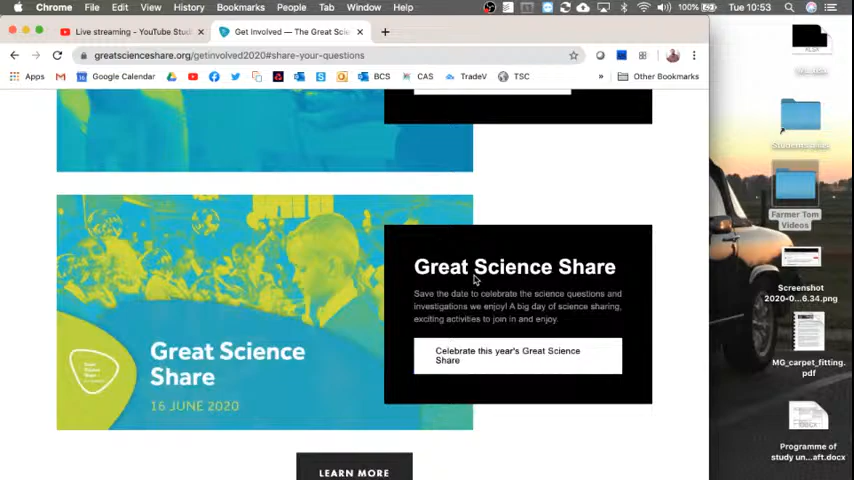 Chrome File Edit View History Bookmarks People Tab Window Help 100% Tue 10:53
Live streaming - YouTube Stud
Get Involved — The Great Scie
greatscienceshare.org/getinvolved2020#share-your-questions
Apps Google Calendar BCS CAS TradeV TSC » Other Bookmarks
XLSX
Farmer Tom
Videos
Great Science Share
Save the date to celebrate the science questions and
investigations we enjoy! A big day of science sharing,
exciting activities to join in and enjoy.
Celebrate this year's Great Science
Share
Great Science
Share
16 JUNE 2020
Screenshot
2020-0...6.34.png
MG_carpet_fitting.
pdf
DOCX
Programme of
study un...aft.docx
LEARN MORE